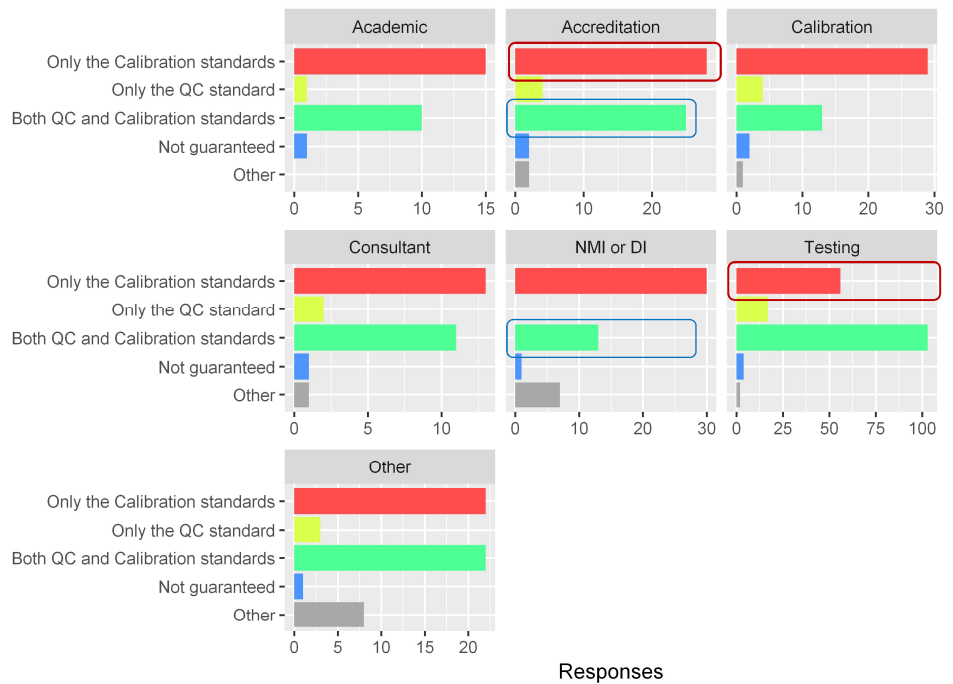 Academic Accreditation Calibration
Only the Calibration standards
Only the QC standard
Both QC and Calibration standards
Not guaranteed
Other
0 5 10 15 0 10 20 0 10 20 30
Consultant NMI or DI Testing
Only the Calibration standards
Only the QC standard
Both QC and Calibration standards
Not guaranteed
Other
0 5 10 0 10 20 30 0 25 50 75 100
Other
Only the Calibration standards
Only the QC standard
Both QC and Calibration standards
Not guaranteed
Other
0 5 10 15 20
Responses